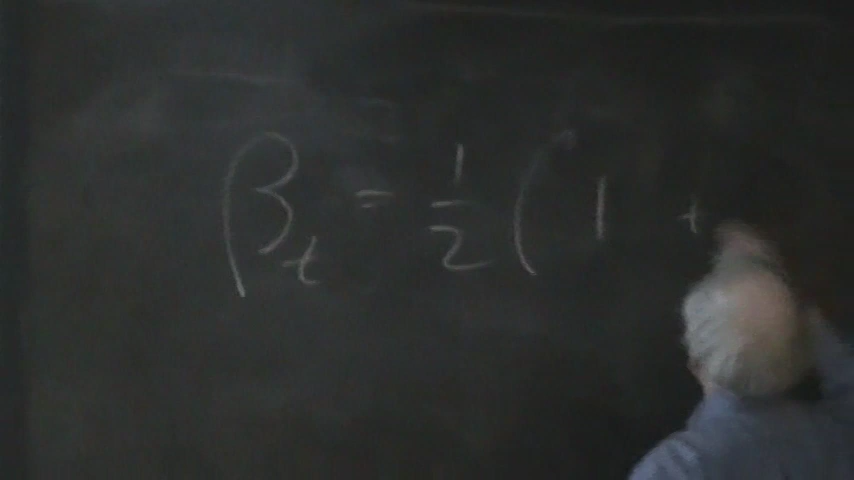 β_t = 1/2 ( 1 +